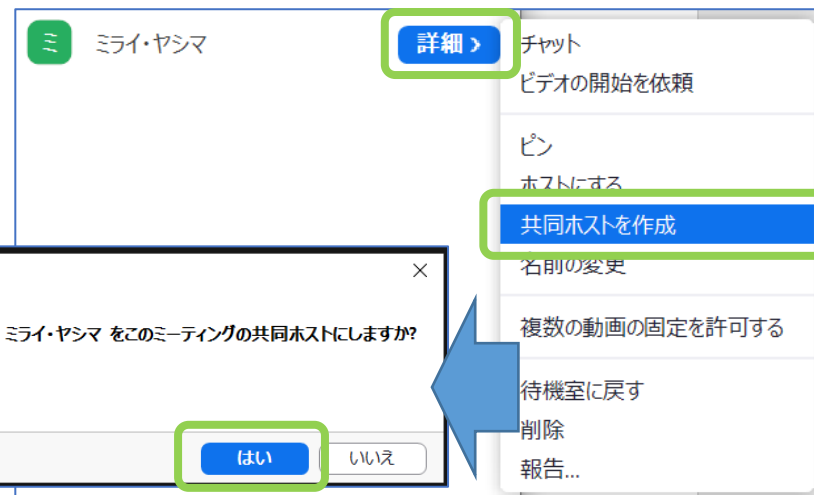 ミ ミライ・ヤシマ 詳細 >
チャット
ビデオの開始を依頼
ピン
ホストにする
共同ホストを作成
名前の変更
複数の動画の固定を許可する
待機室に戻す
削除
報告...
×
ミライ・ヤシマ をこのミーティングの共同ホストにしますか?
はい いいえ